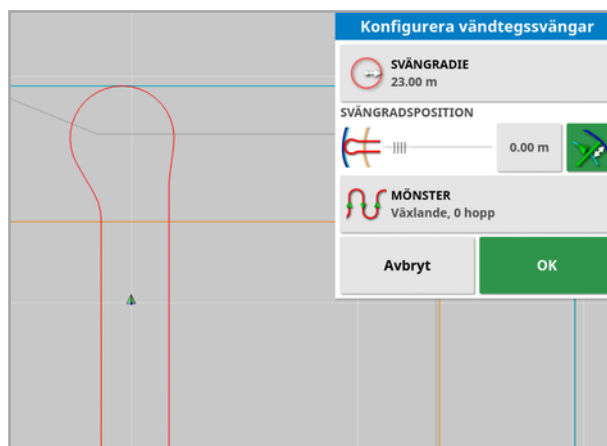 Konfigurera vändtegssvängar
SVÄNGRADIE
23.00 m
SVÄNGRADSPOSITION
0.00 m
MÖNSTER
Växlande, 0 hopp
Avbryt
OK